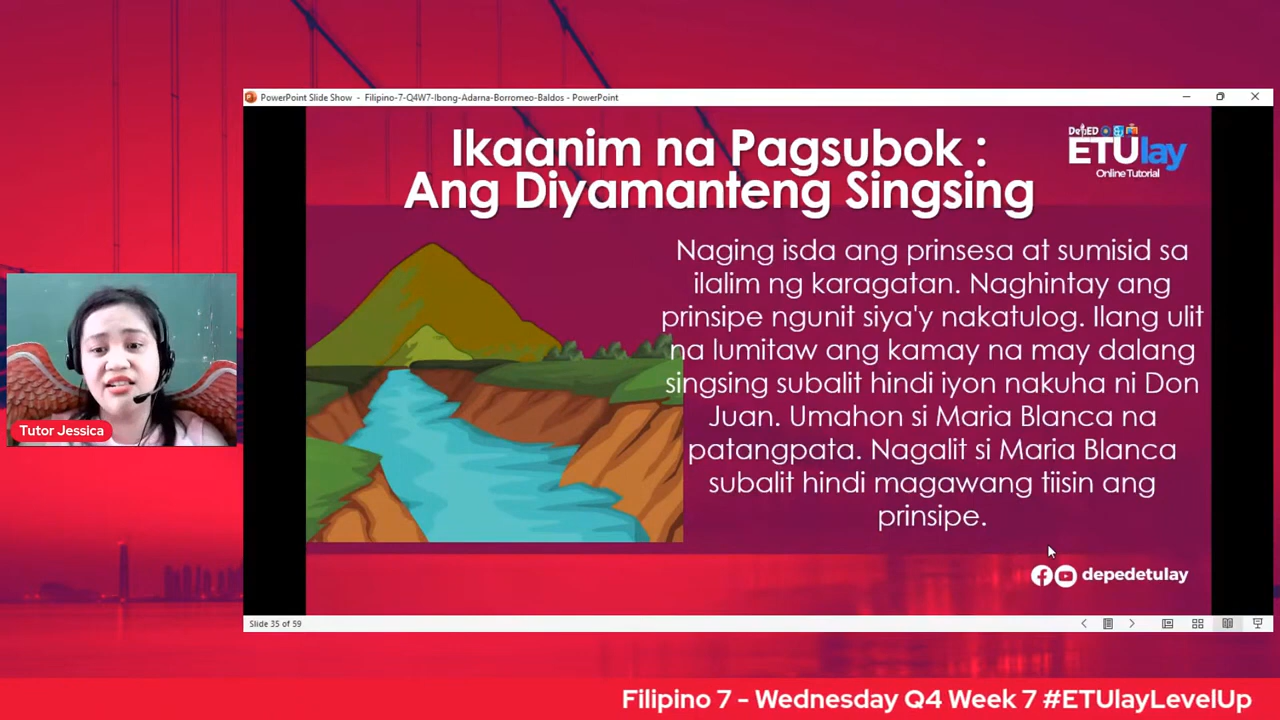 PowerPoint Slide Show - Filipino-7-Q4W7-Ibong-Adarna-Borromeo-Baldos - PowerPoint
Ikaanim na Pagsubok :
Ang Diyamanteng Singsing
DepED
ETUlay
Online Tutorial
Naging isda ang prinsesa at sumisid sa
ilalim ng karagatan. Naghintay ang
prinsipe ngunit siya'y nakatulog. Ilang ulit
na lumitaw ang kamay na may dalang
singsing subalit hindi iyon nakuha ni Don
Juan. Umahon si Maria Blanca na
patangpata. Nagalit si Maria Blanca
subalit hindi magawang tiisin ang
prinsipe.
Tutor Jessica
depedetulay
Slide 35 of 59
Filipino 7 - Wednesday Q4 Week 7 #ETUlayLevelUp